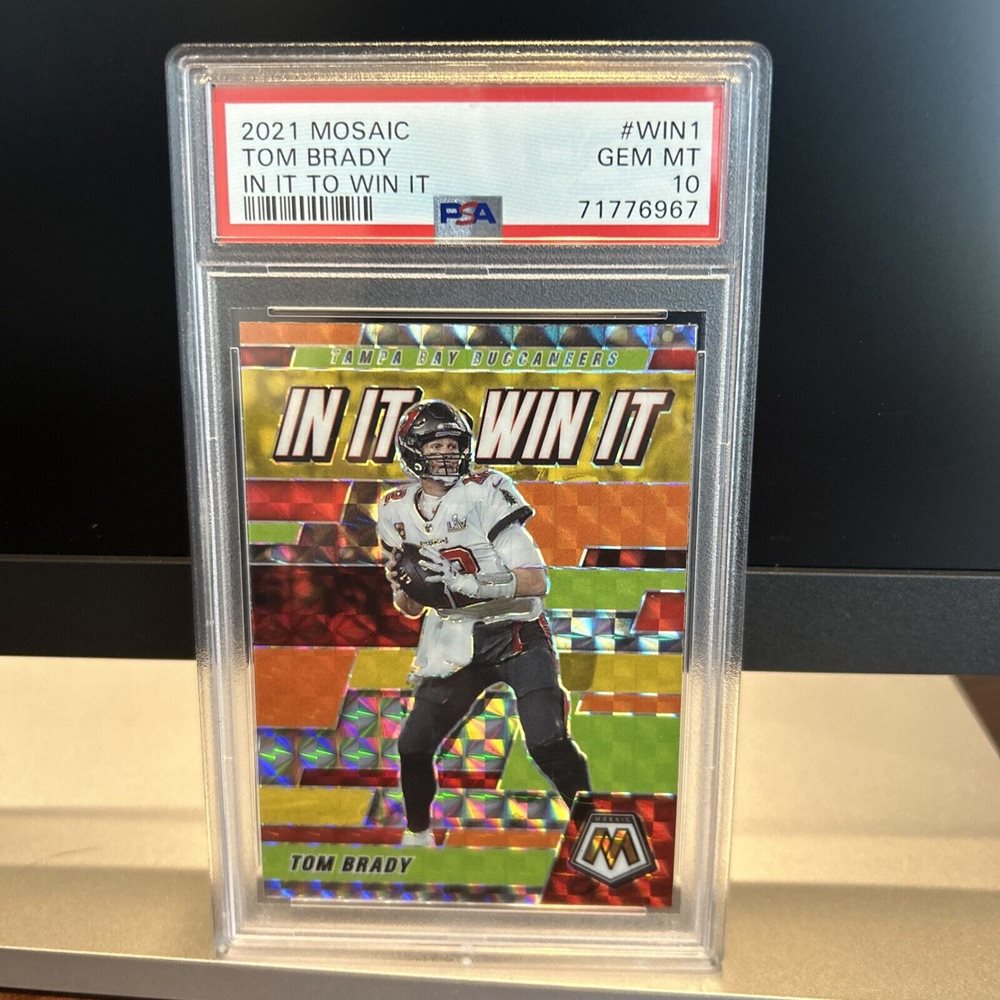 2021 MOSAIC #WIN1
TOM BRADY GEM MT
IN IT TO WIN IT 10
PSA 71776967
TAMPA BAY BUCCANEERS
IN IT WIN IT
LV
TOM BRADY
MOSAIC
M